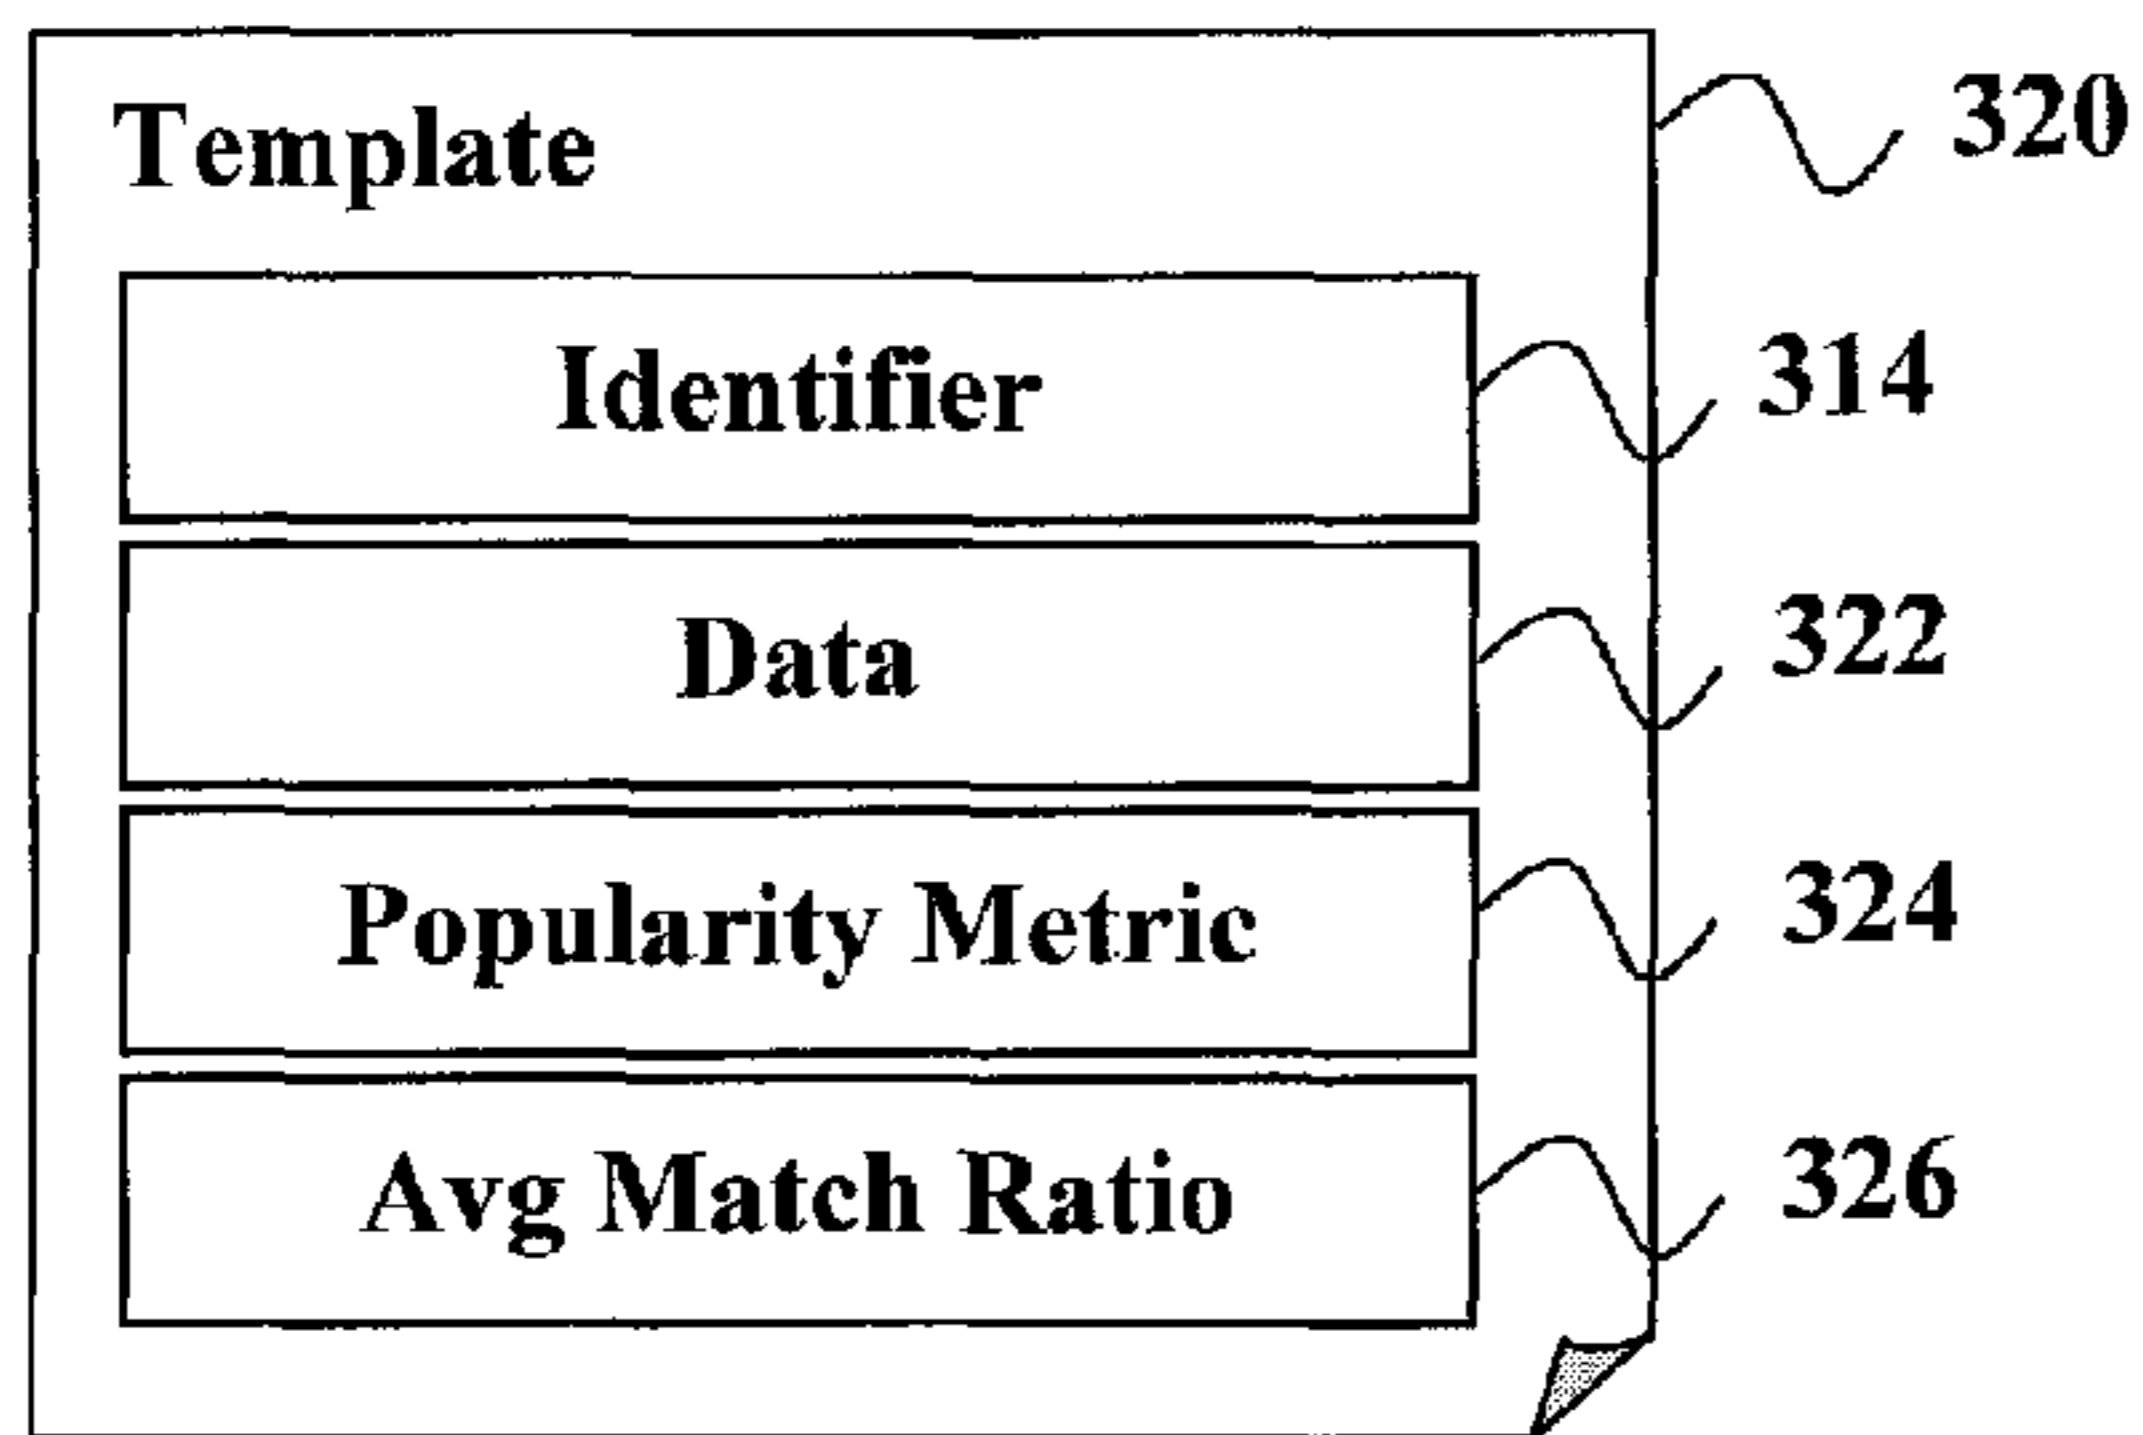 Template 320
Identifier 314
Data 322
Popularity Metric 324
Avg Match Ratio 326